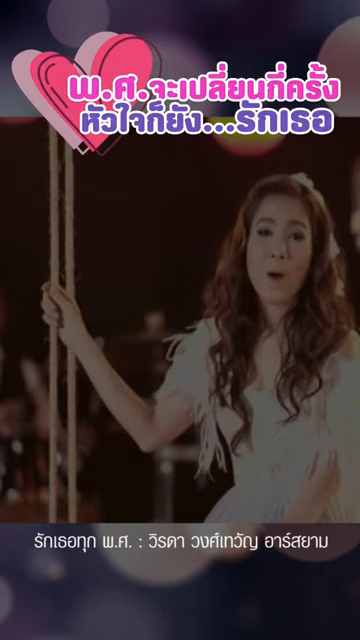 พ.ศ.จะเปลี่ยนกี่ครั้ง
หัวใจก็ยัง...รักเธอ
รักเธอทุก พ.ศ. : วิรดา วงศ์เทวัญ อาร์สยาม